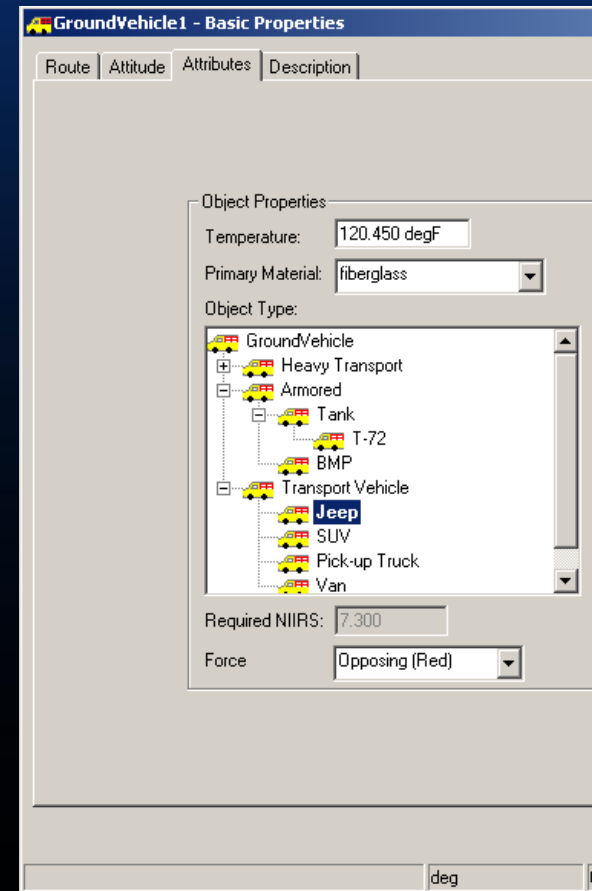 GroundVehicle1 - Basic Properties
Route Attitude Attributes Description
Object Properties
Temperature: 120.450 degF
Primary Material: fiberglass
Object Type:
GroundVehicle
Heavy Transport
Armored
Tank
T-72
BMP
Transport Vehicle
Jeep
SUV
Pick-up Truck
Van
Required NIIRS: 7.300
Force Opposing (Red)
deg